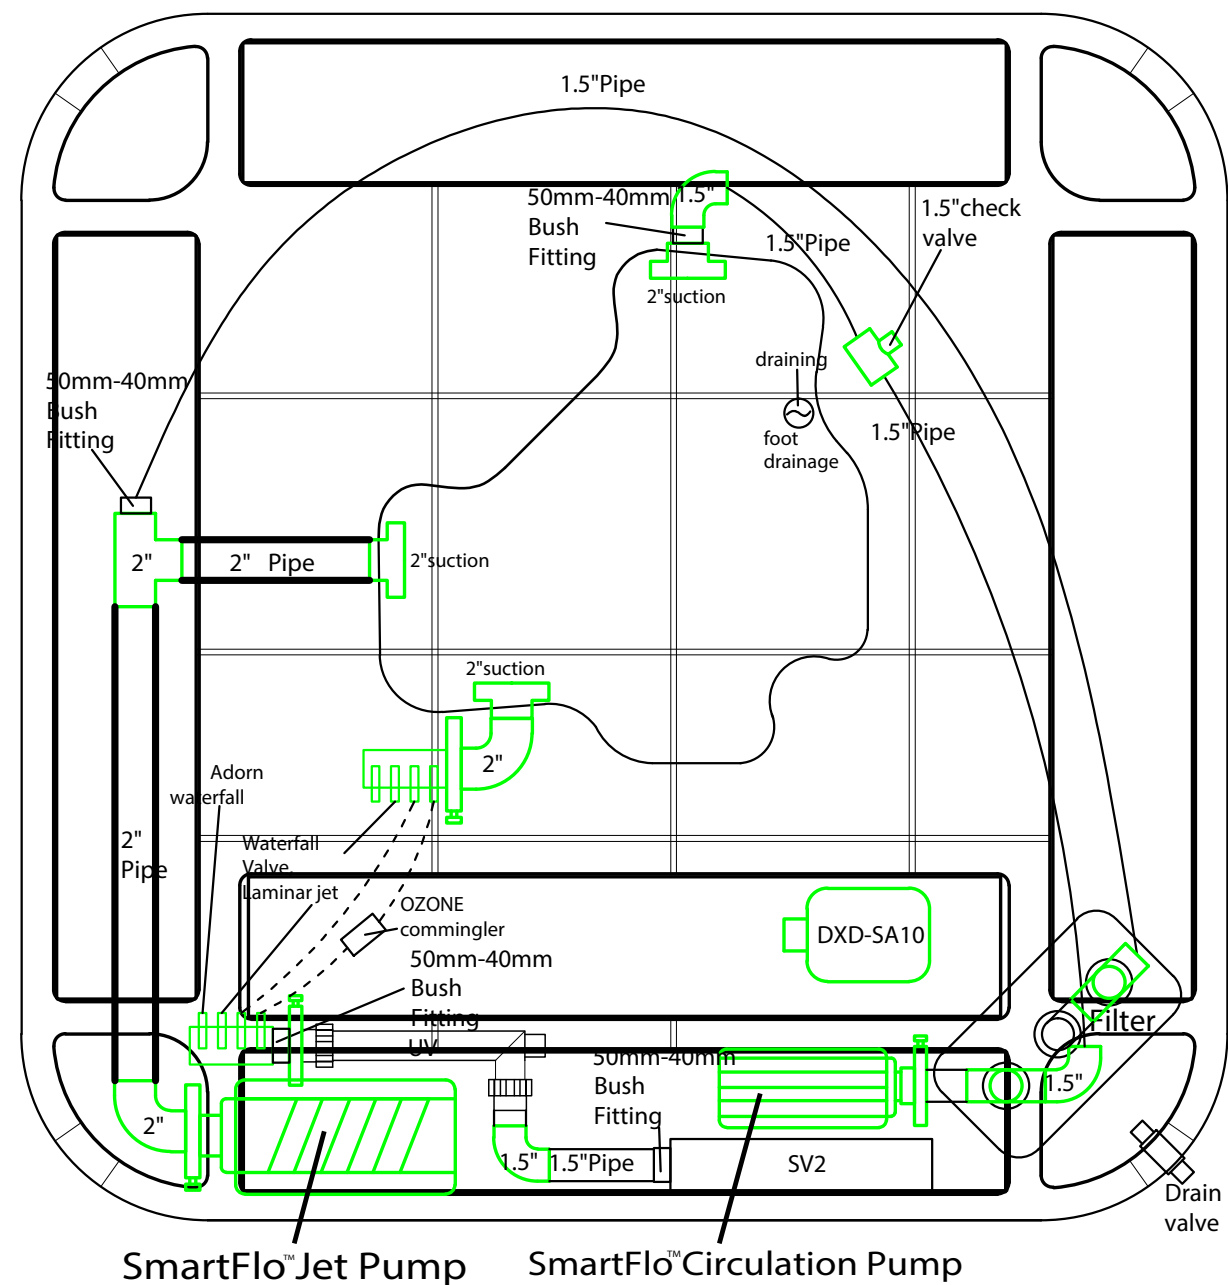 1.5"Pipe
50mm-40mm
Bush
Fitting
1.5"
1.5"check
valve
1.5"Pipe
2"suction
draining
50mm-40mm
Bush
Fitting
foot
drainage
1.5"Pipe
2"
2" Pipe
2"suction
2"suction
2"
Adorn
waterfall
2"
Pipe
Waterfall
Valve,
Laminar jet
OZONE
commingler
DXD-SA10
50mm-40mm
Bush
Fitting
UV
Filter
50mm-40mm
Bush
Fitting
1.5"
2"
1.5"
1.5"Pipe
SV2
Drain
valve
SmartFlo™Jet Pump
SmartFlo™Circulation Pump